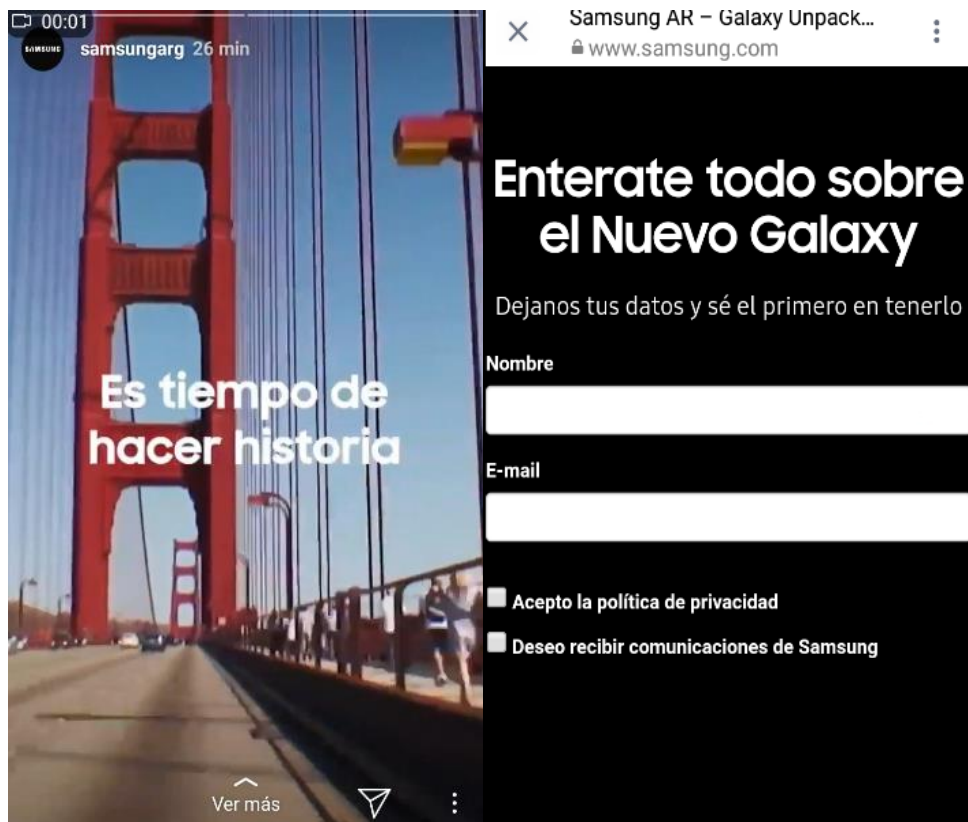 00:01
SAMSUNG
samsungarg 26 min
Es tiempo de
hacer historia
Ver más
Samsung AR – Galaxy Unpack...
www.samsung.com
Enterate todo sobre
el Nuevo Galaxy
Dejanos tus datos y sé el primero en tenerlo
Nombre
E-mail
Acepto la política de privacidad
Deseo recibir comunicaciones de Samsung